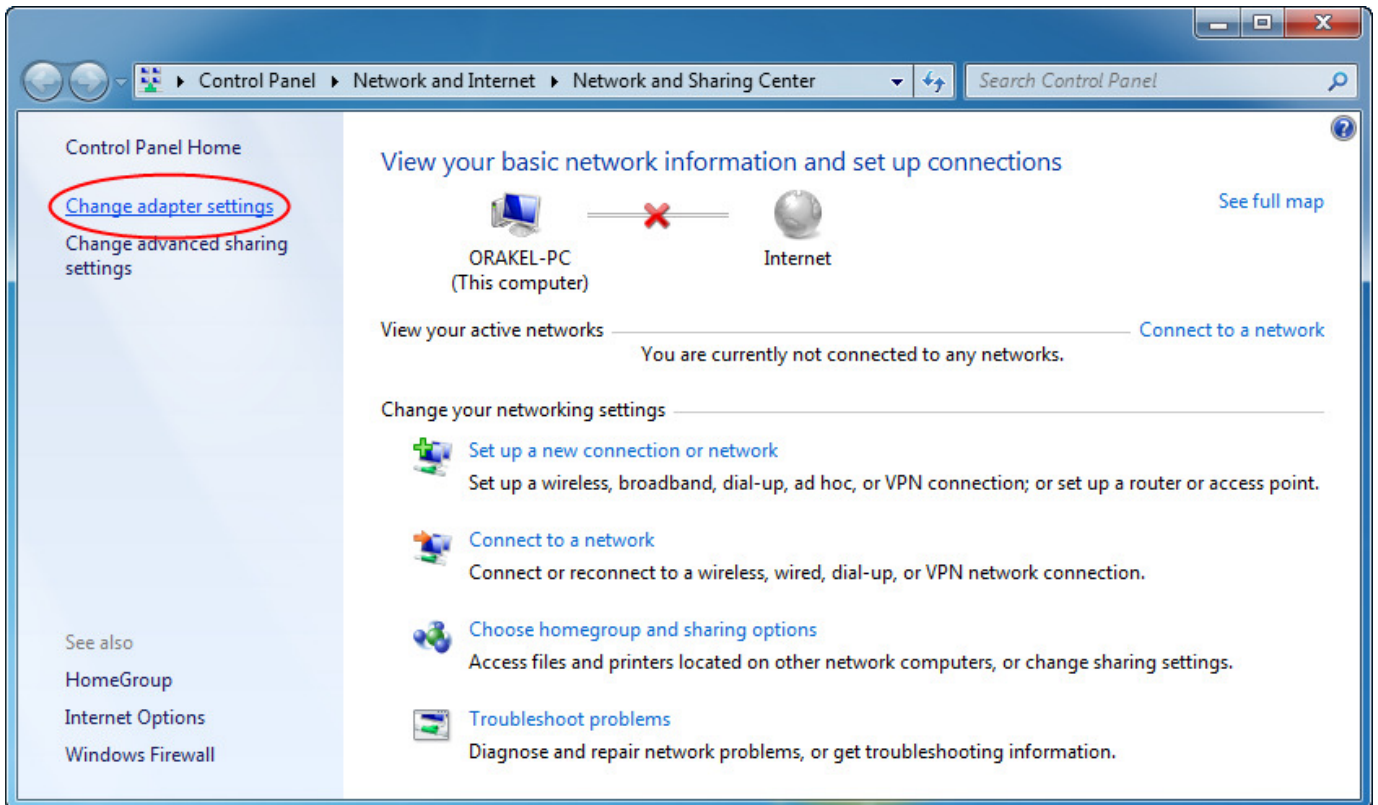 Control Panel ▸ Network and Internet ▸ Network and Sharing Center
Search Control Panel
Control Panel Home
Change adapter settings
Change advanced sharing
settings
See also
HomeGroup
Internet Options
Windows Firewall
View your basic network information and set up connections
See full map
ORAKEL-PC
(This computer)
Internet
View your active networks
Connect to a network
You are currently not connected to any networks.
Change your networking settings
Set up a new connection or network
Set up a wireless, broadband, dial-up, ad hoc, or VPN connection; or set up a router or access point.
Connect to a network
Connect or reconnect to a wireless, wired, dial-up, or VPN network connection.
Choose homegroup and sharing options
Access files and printers located on other network computers, or change sharing settings.
Troubleshoot problems
Diagnose and repair network problems, or get troubleshooting information.